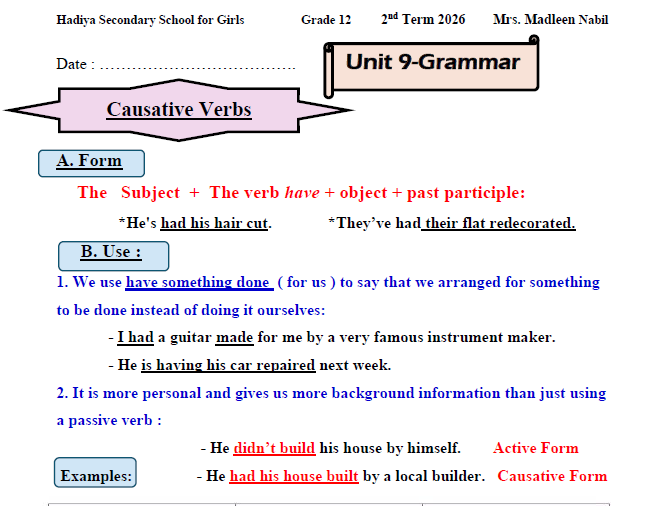 Hadiya Secondary School for Girls Grade 12 2nd Term 2026 Mrs. Madleen Nabil
Date : ……………………………….
Unit 9-Grammar
Causative Verbs
A. Form
The Subject + The verb have + object + past participle:
*He's had his hair cut. *They’ve had their flat redecorated.
B. Use :
1. We use have something done ( for us ) to say that we arranged for something
to be done instead of doing it ourselves:
- I had a guitar made for me by a very famous instrument maker.
- He is having his car repaired next week.
2. It is more personal and gives us more background information than just using
a passive verb :
- He didn’t build his house by himself. Active Form
Examples: - He had his house built by a local builder. Causative Form